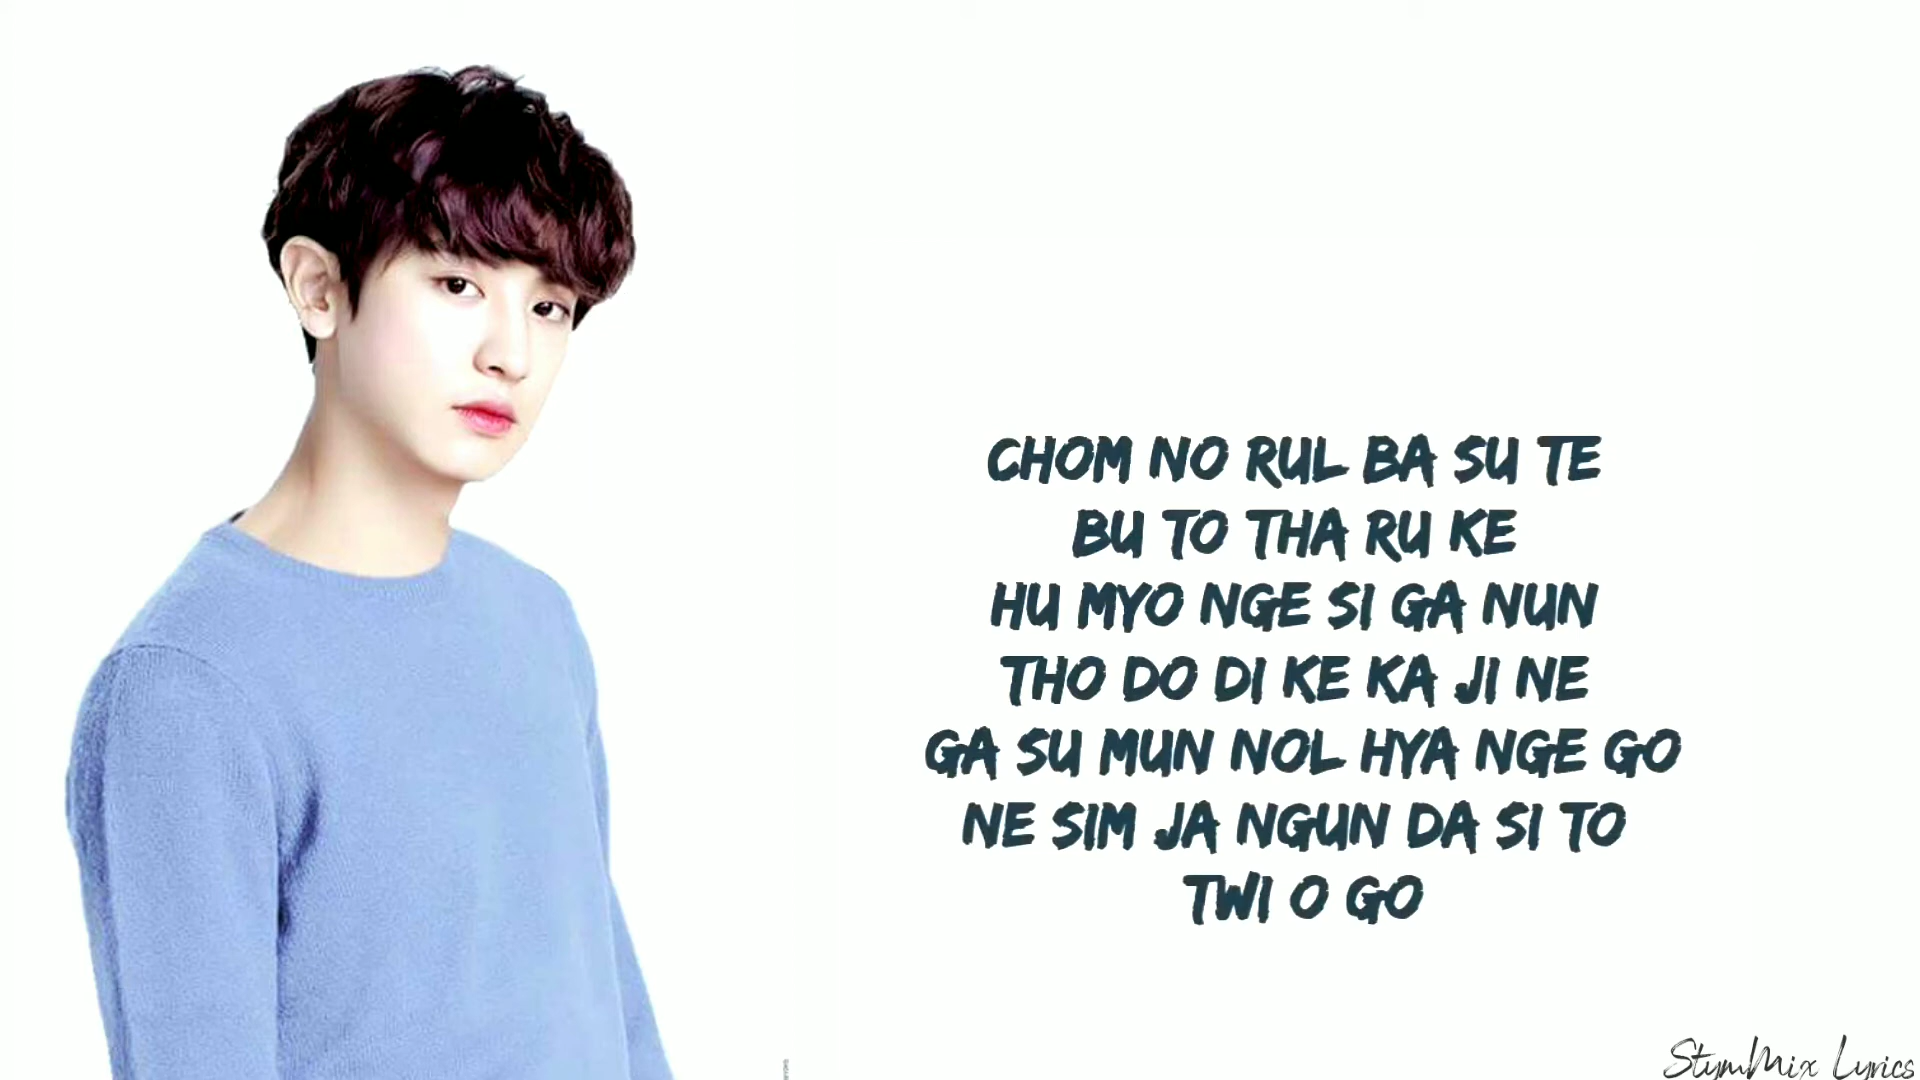 CHOM NO RUL BA SU TE
BU TO THA RU KE
HU MYO NGE SI GA NUN
THO DO DI KE KA JI NE
GA SU MUN NOL HYA NGE GO
NE SIM JA NGUN DA SI TO
TWI O GO
StymMix Lyrics